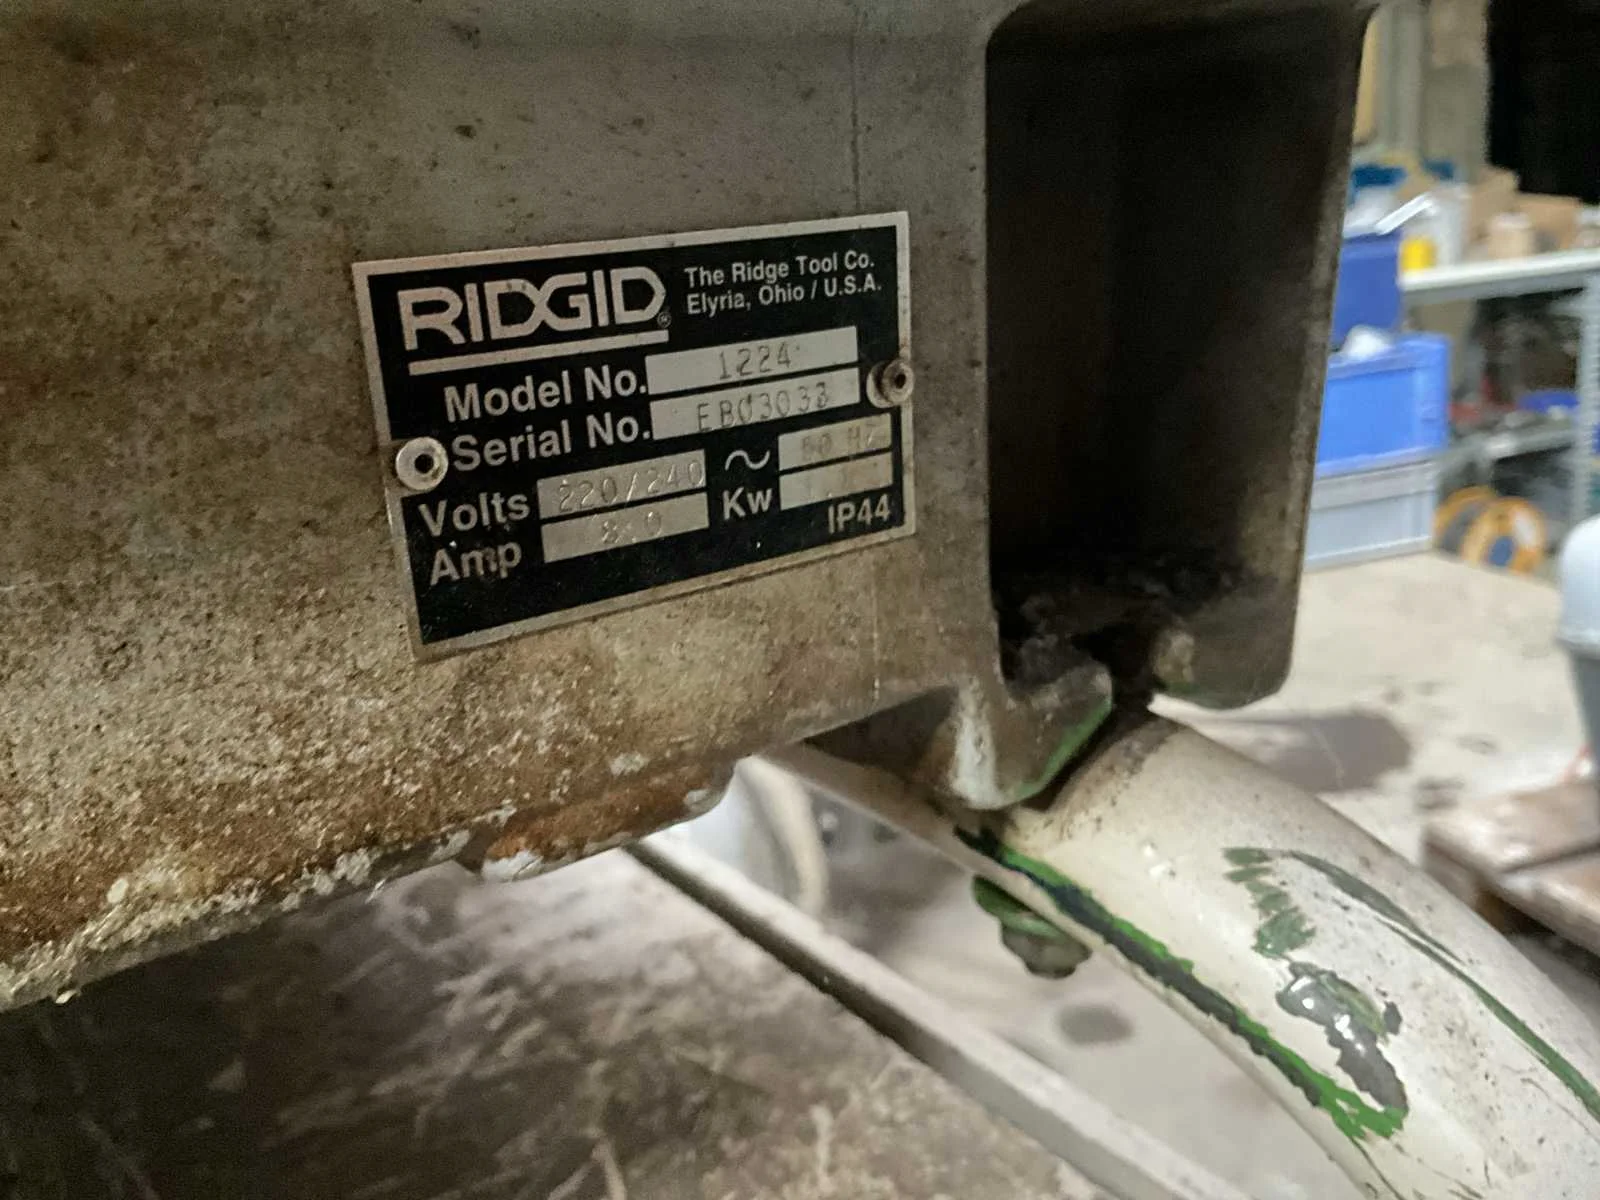 RIDGID®
The Ridge Tool Co.
Elyria, Ohio / U.S.A.
Model No. 1224
Serial No. EB03033
Volts 220/240 ~ Hz
Amp 8.0 Kw
IP44